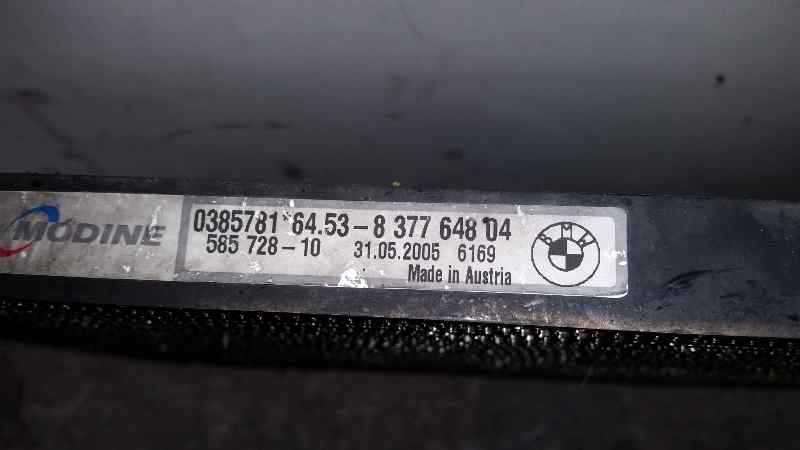 MODINE
0385781 64.53-8 377 648 04
585 728-10 31.05.2005 6169
Made in Austria
BMW